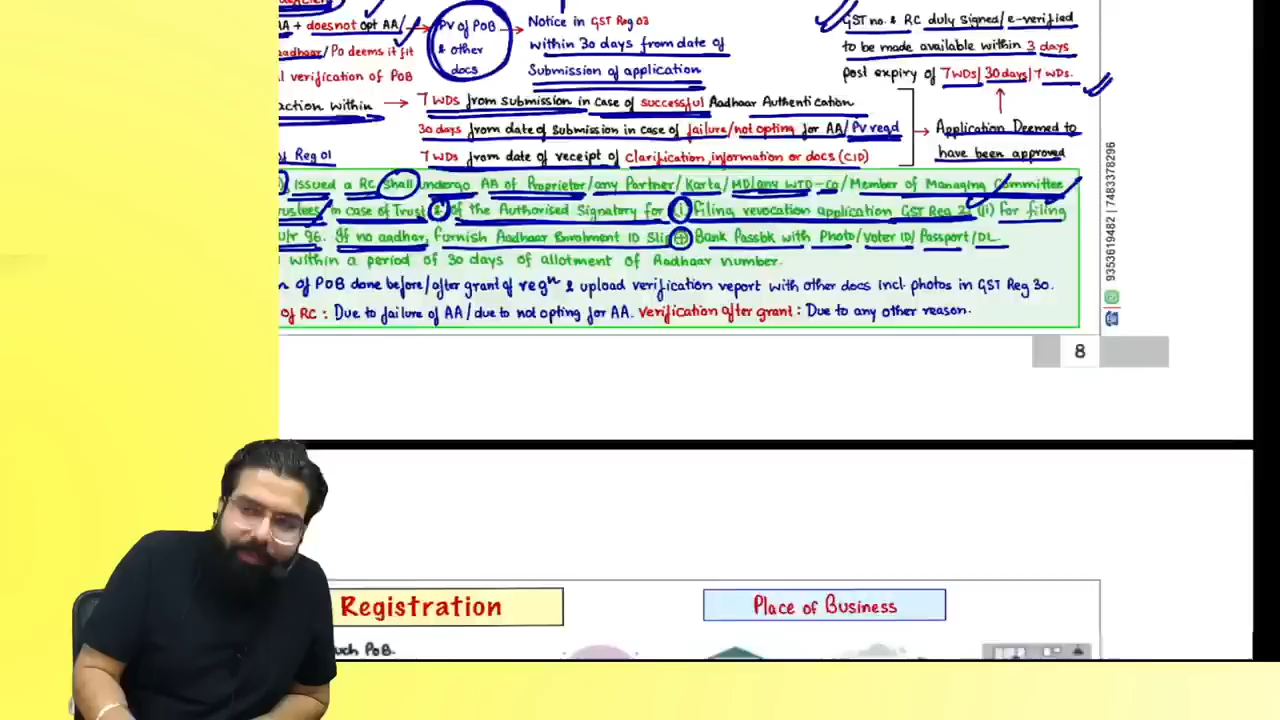 AA + doesnot opt AA/
aadhaar/ Po deems it fit
l verification of PoB
PV of PoB
& other
docs
Notice in GST Reg 03
within 30 days from date of
Submission of application
GST no. & RC duly signed/e-verified
to be made available within 3 days
post expiry of 7WDs/30 days/7 WDs.
action within → 7 WDs from submission in case of successful Aadhaar Authentication
30 days from date of submission in case of failure/not opting for AA/PV reqd
7 WDs from date of receipt of Clarification, information or docs (CID)
Application Deemed to
have been approved
Reg 01
Issued a RC Shall undergo AA of Proprietor/any Partner/Karta/MD/any WTD-Co/Member of Managing Committee
rustees in case of Trust & of the Authorised Signatory for (i) Filing revocation application GST Reg 21 (ii) for filing
u/r 96. If no aadhar, Furnish Aadhaar Enrolment ID Slip + Bank Passbk with Photo/Voter ID/Passport/DL
within a period of 30 days of allotment of Aadhaar number.
n of POB done before/after grant of regn & upload verification report with other docs incl photos in GST Reg 30.
of RC : Due to failure of AA/due to not opting for AA. Verification after grant: Due to any other reason.
9353619482 | 7483378296
8
Registration
Place of Business
uch PoB.